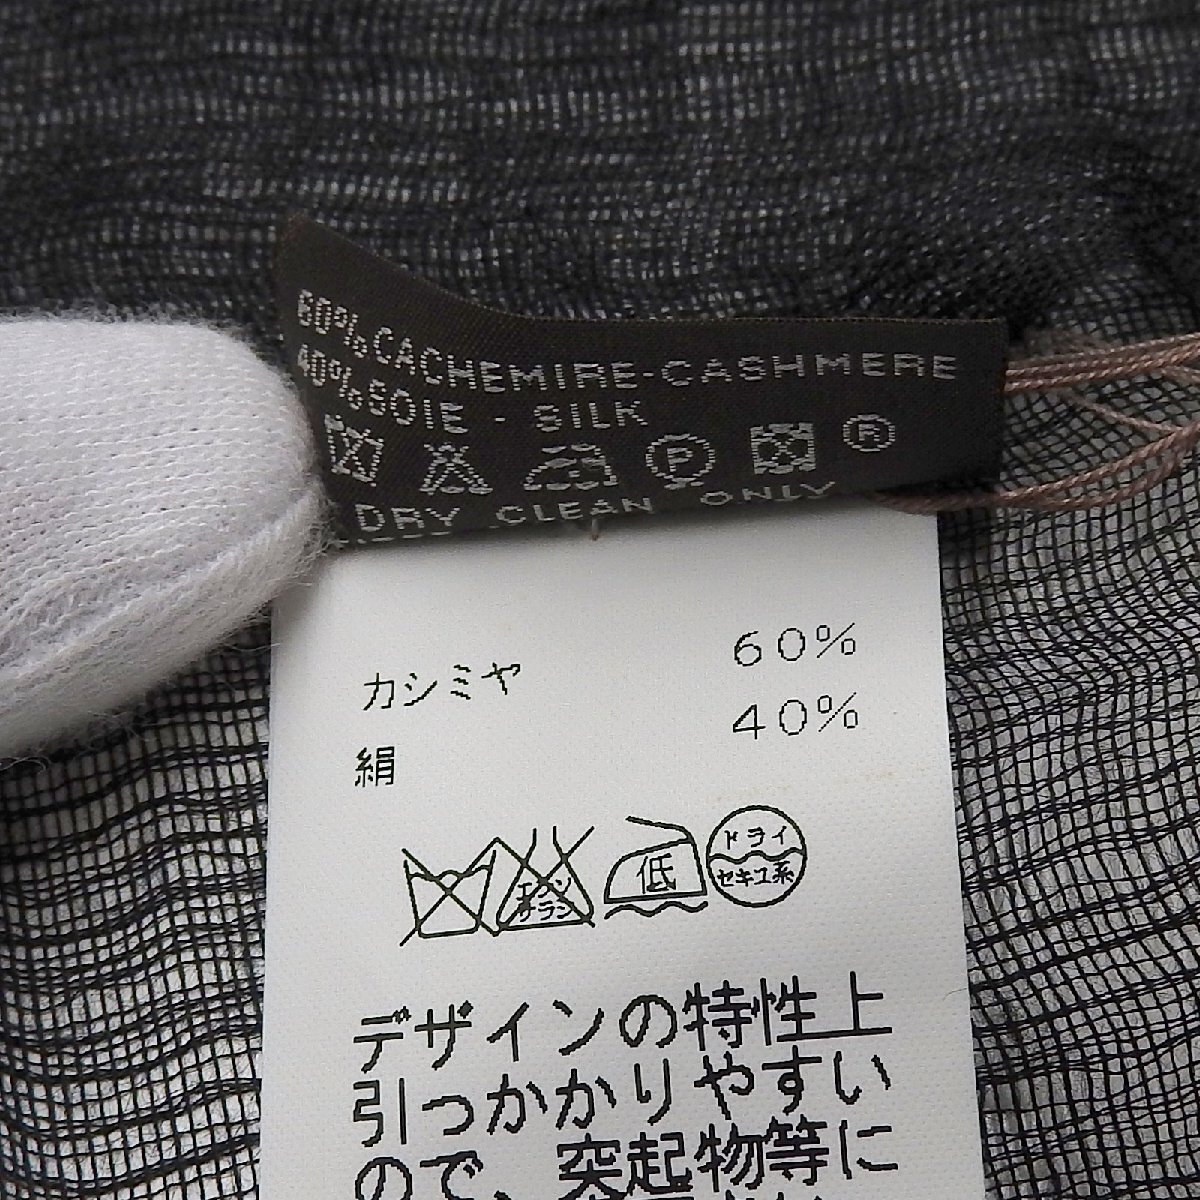 60%CACHEMIRE-CASHMERE
40%SOIE - SILK
P ®
DRY CLEAN ONLY
カシミヤ 60%
絹 40%
エンソ
サラシ
低
ドライ
セキユ系
デザインの特性上
引っかかりやすい
ので、突起物等に